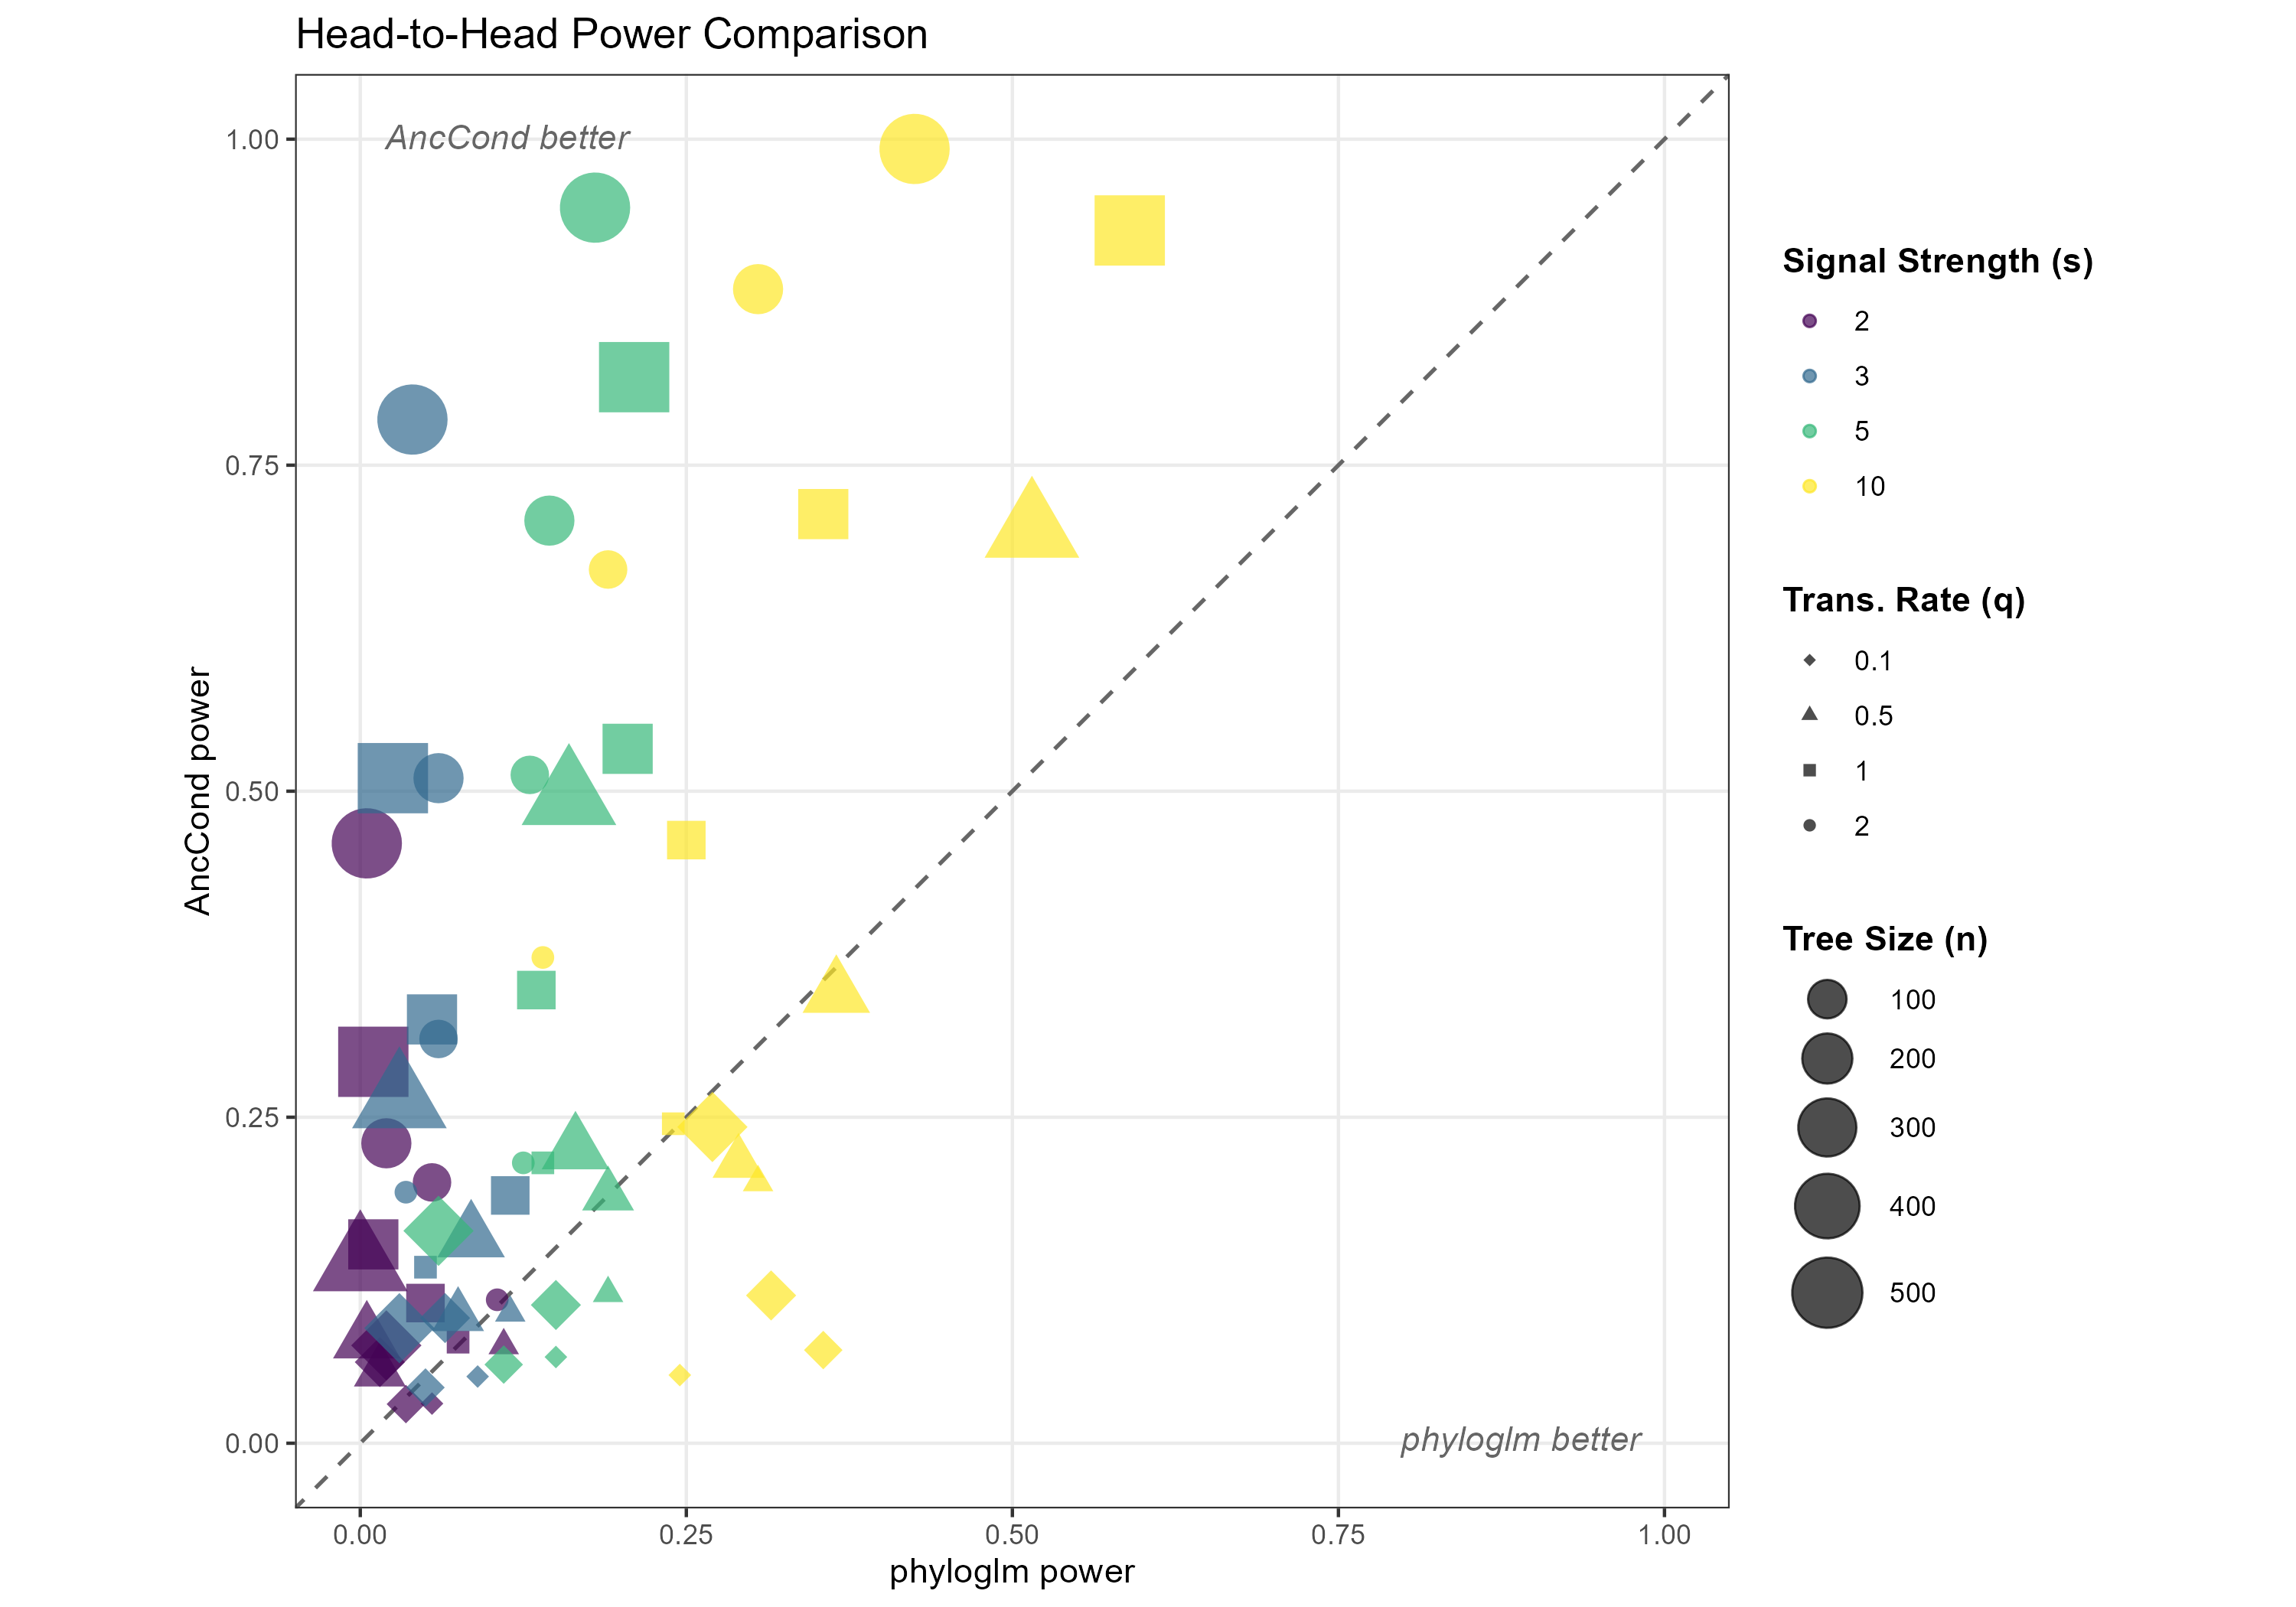 Head-to-Head Power Comparison
AncCond better
phyloglm better
1.00
0.75
0.50
0.25
0.00
AncCond power
0.00
0.25
0.50
0.75
1.00
phyloglm power
Signal Strength (s)
2
3
5
10
Trans. Rate (q)
0.1
0.5
1
2
Tree Size (n)
100
200
300
400
500